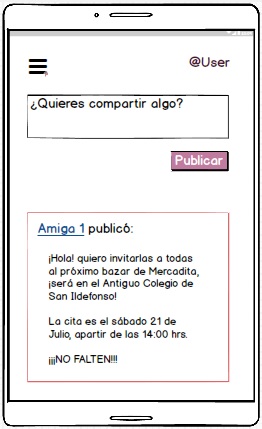 @User
¿Quieres compartir algo?
Publicar
Amiga 1 publicó:
¡Hola! quiero invitarlas a todas
al próximo bazar de Mercadita,
¡será en el Antiguo Colegio de
San Ildefonso!
La cita es el sábado 21 de
Julio, apartir de las 14:00 hrs.
¡¡¡NO FALTEN!!!